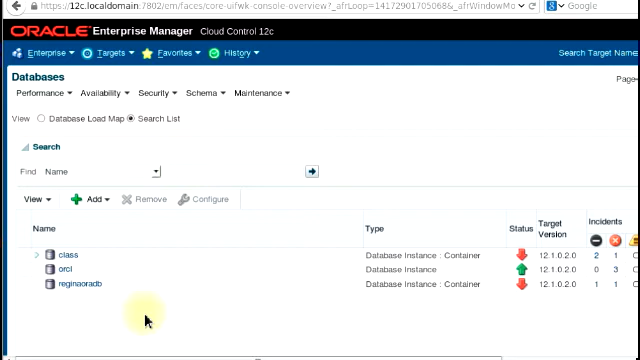 https://12c.localdomain:7802/em/faces/core-uifwk-console-overview?_afrLoop=14172901705068&_afrWindowMo
Google
ORACLE Enterprise Manager Cloud Control 12c
Enterprise Targets Favorites History Search Target Name
Databases
Page
Performance Availability Security Schema Maintenance
View Database Load Map Search List
Search
Find Name
View Add Remove Configure
Name Type Status Target Version Incidents
class Database Instance : Container 12.1.0.2.0 2 1
orcl Database Instance 12.1.0.2.0 0 3
reginaoradb Database Instance : Container 12.1.0.2.0 1 1